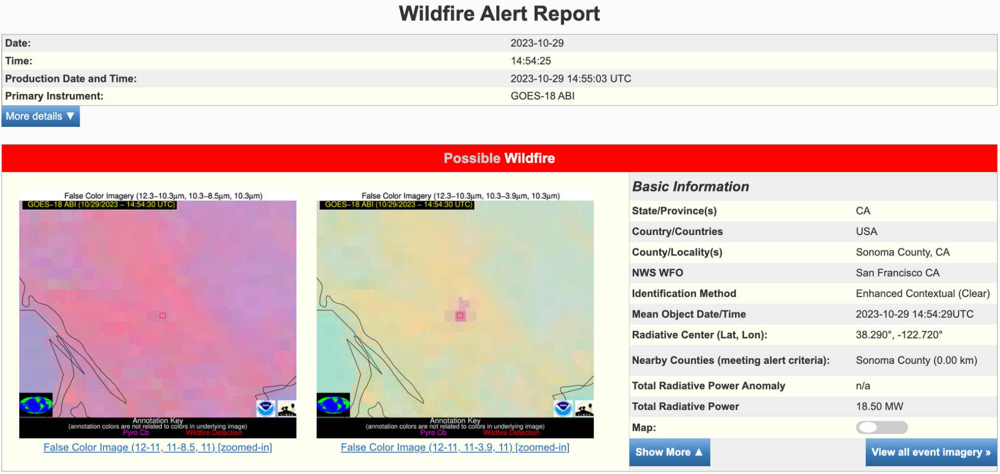 Wildfire Alert Report
Date: 2023-10-29
Time: 14:54:25
Production Date and Time: 2023-10-29 14:55:03 UTC
Primary Instrument: GOES-18 ABI
More details ▼
Possible Wildfire
False Color Imagery (12.3–10.3µm, 10.3–8.5µm, 10.3µm)
GOES–18 ABI (10/29/2023 – 14:54:30 UTC)
Annotation Key
(annotation colors are not related to colors in underlying image)
Pyro Cb Wildfire Detection
False Color Image (12-11, 11-8.5, 11) [zoomed-in]
False Color Imagery (12.3–10.3µm, 10.3–3.9µm, 10.3µm)
GOES–18 ABI (10/29/2023 – 14:54:30 UTC)
Annotation Key
(annotation colors are not related to colors in underlying image)
Pyro Cb Wildfire Detection
False Color Image (12-11, 11-3.9, 11) [zoomed-in]
Basic Information
State/Province(s) CA
Country/Countries USA
County/Locality(s) Sonoma County, CA
NWS WFO San Francisco CA
Identification Method Enhanced Contextual (Clear)
Mean Object Date/Time 2023-10-29 14:54:29UTC
Radiative Center (Lat, Lon): 38.290°, -122.720°
Nearby Counties (meeting alert criteria): Sonoma County (0.00 km)
Total Radiative Power Anomaly n/a
Total Radiative Power 18.50 MW
Map:
Show More ▲
View all event imagery »